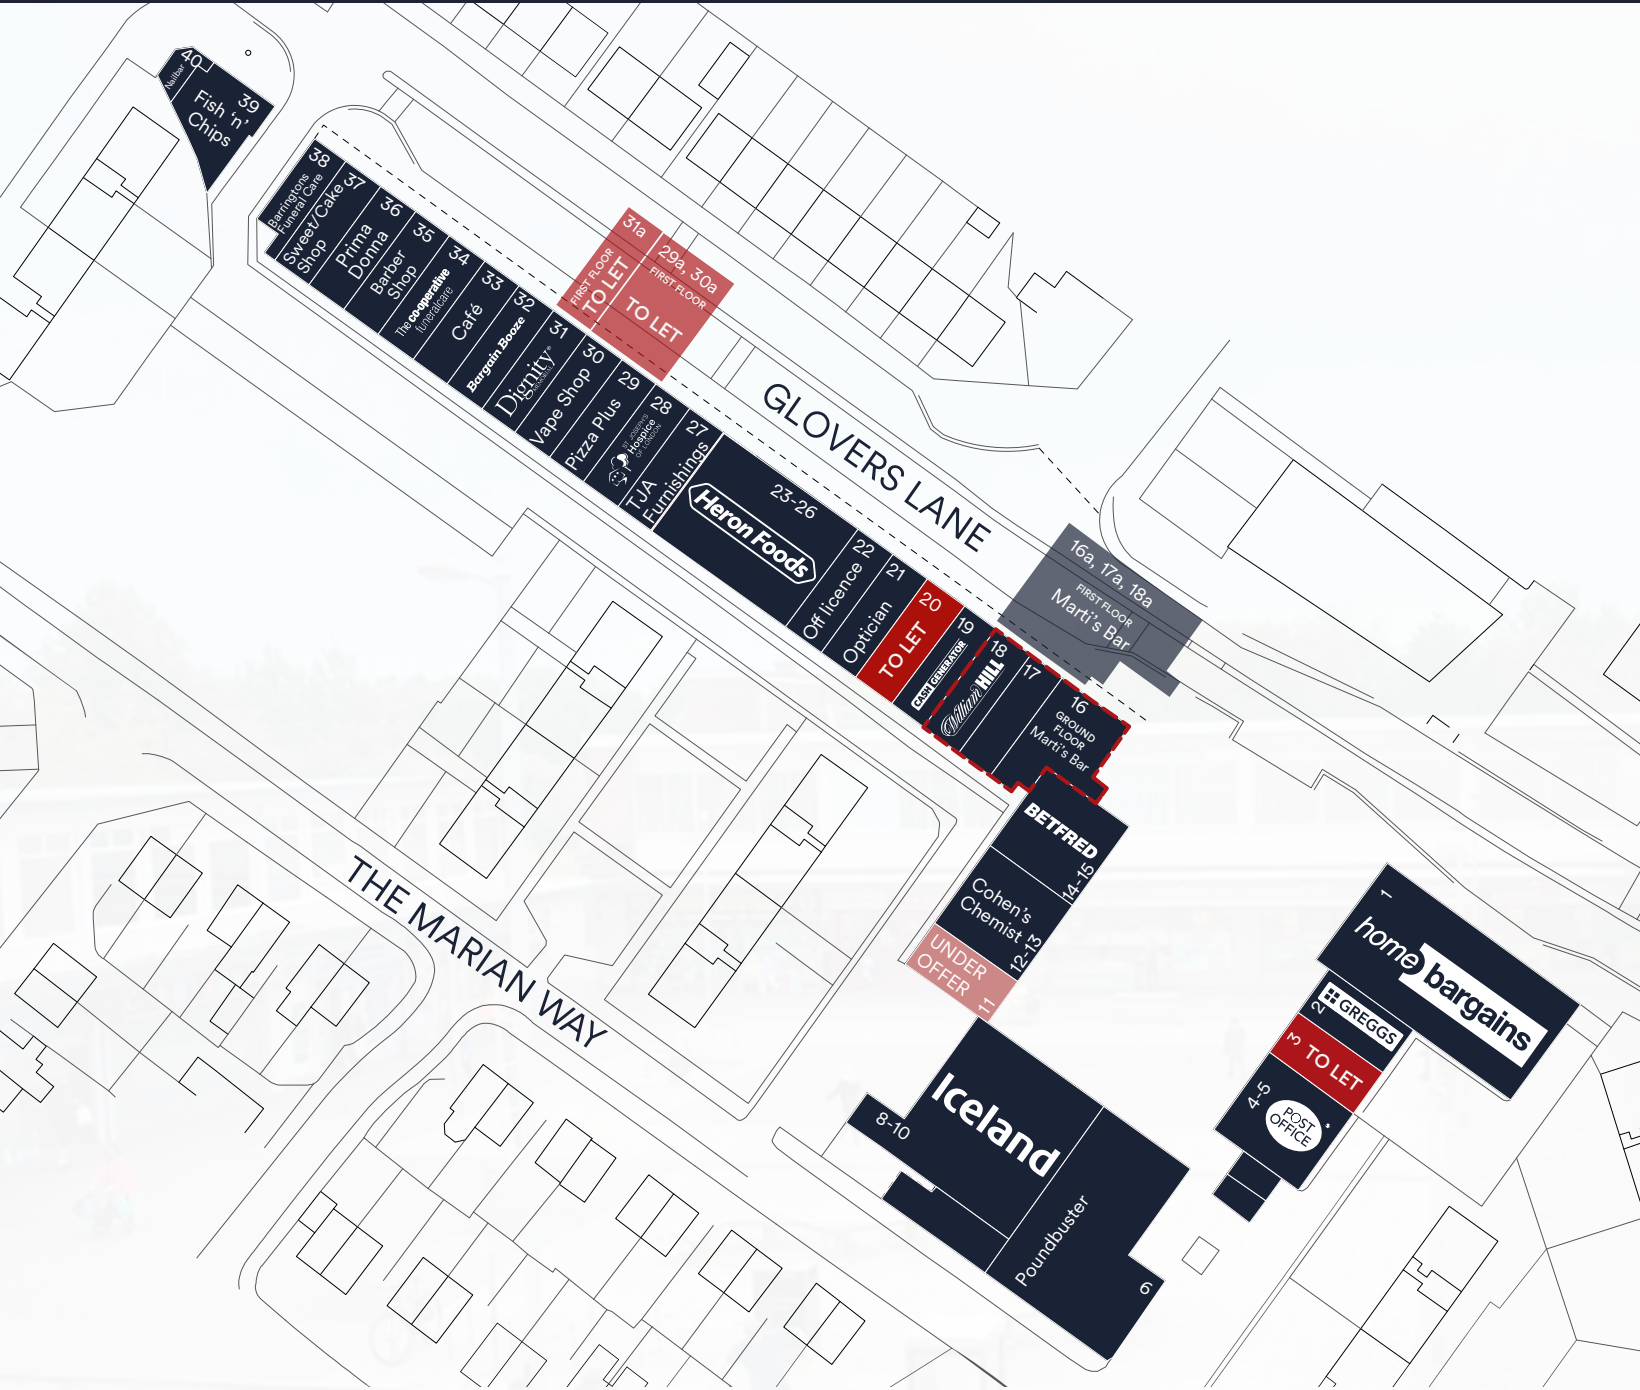 40
Nailbar
39
Fish 'n'
Chips
38
Barringtons
Funeral Care
37
Sweet/Cake
Shop
36
Prima
Donna
35
Barber
Shop
34
The co-operative
funeralcare
33
Café
32
Bargain Booze
31
Dignity
MEMORIAL
30
Vape Shop
29
Pizza Plus
28
ST JOSEPH'S
Hospice
OF LONDON
27
TJA
Furnishings
31a
FIRST FLOOR
TO LET
29a, 30a
FIRST FLOOR
TO LET
GLOVERS LANE
23-26
Heron Foods
22
Off licence
21
Optician
20
TO LET
19
CASH GENERATOR
18
William HILL
17
16
GROUND
FLOOR
Marti's Bar
16a, 17a, 18a
FIRST FLOOR
Marti's Bar
BETFRED
14-15
Cohen's
Chemist
12-13
UNDER
OFFER
11
THE MARIAN WAY
1
home bargains
2
GREGGS
3
TO LET
4-5
POST
OFFICE
8-10
Iceland
Poundbuster
6